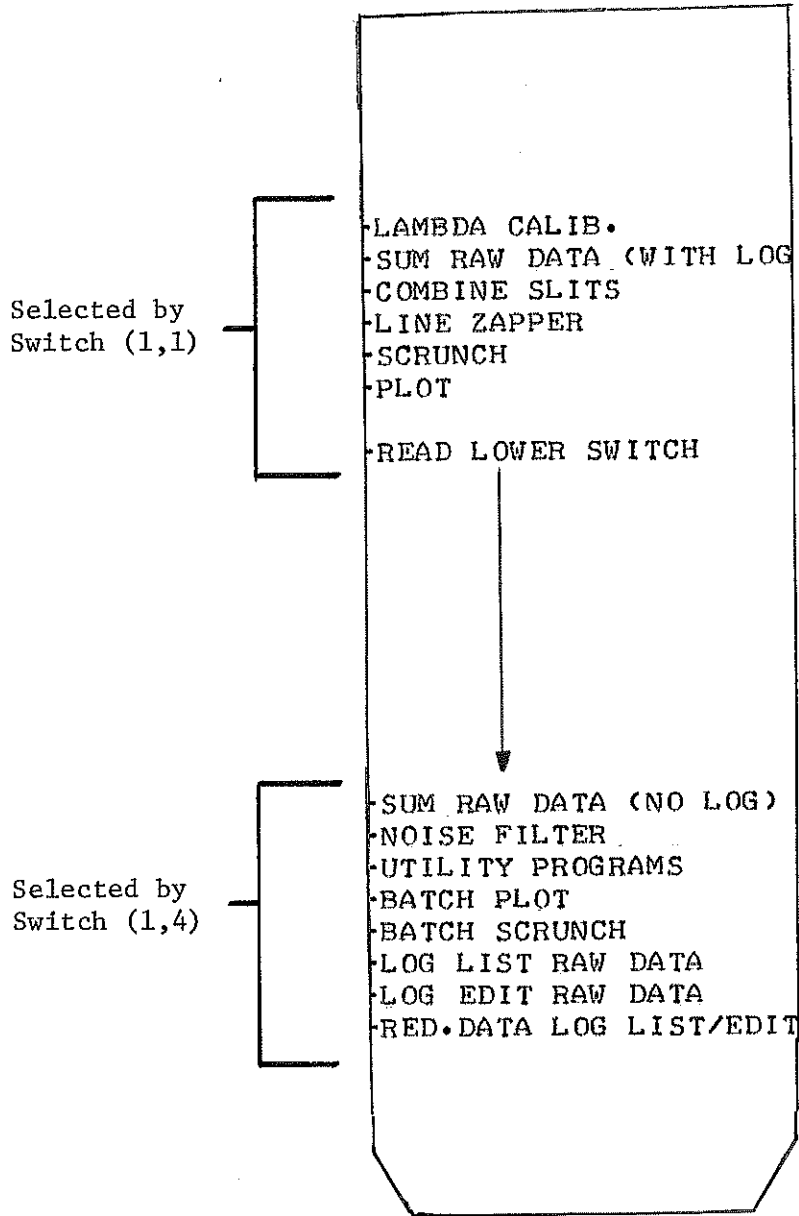 LAMBDA CALIB.
SUM RAW DATA (WITH LOG
COMBINE SLITS
LINE ZAPPER
SCRUNCH
PLOT
READ LOWER SWITCH
Selected by
Switch (1,1)
SUM RAW DATA (NO LOG)
NOISE FILTER
UTILITY PROGRAMS
BATCH PLOT
BATCH SCRUNCH
LOG LIST RAW DATA
LOG EDIT RAW DATA
RED.DATA LOG LIST/EDIT
Selected by
Switch (1,4)